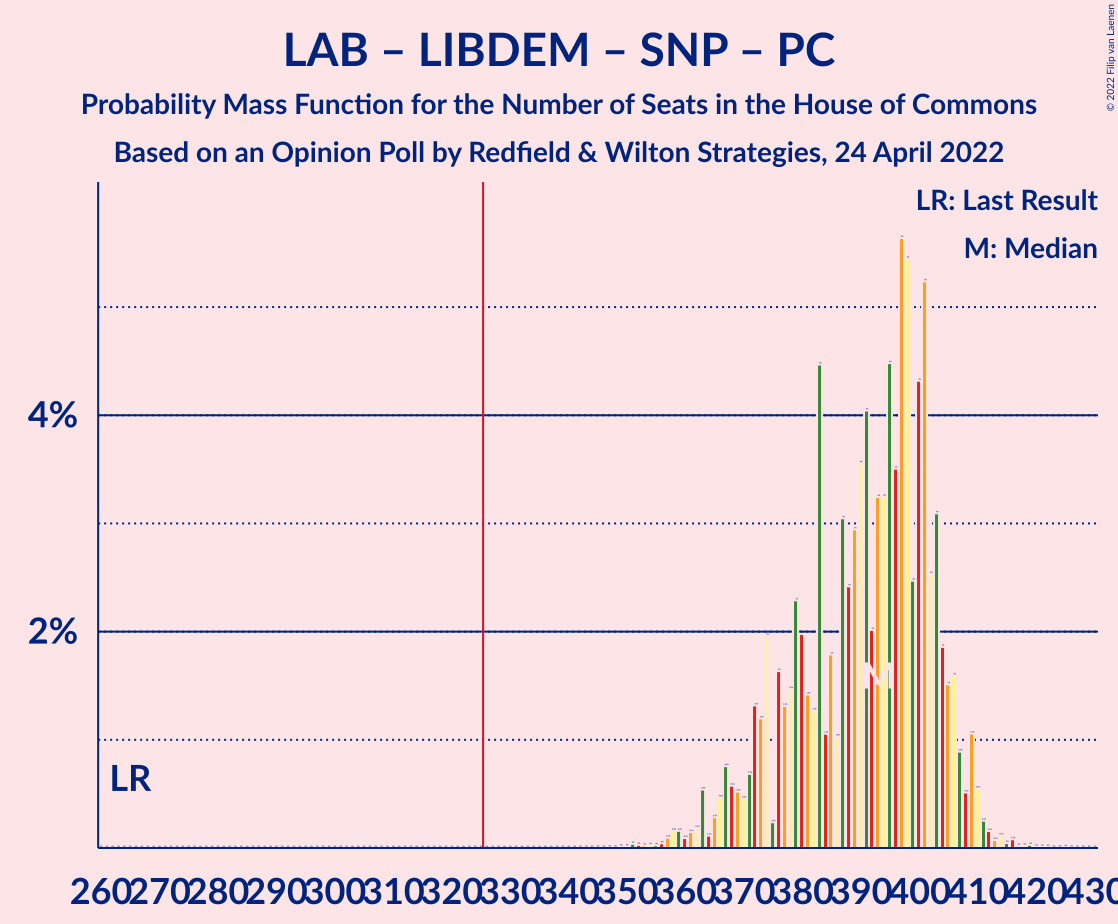 LAB – LIBDEM – SNP – PC
Probability Mass Function for the Number of Seats in the House of Commons
Based on an Opinion Poll by Redfield & Wilton Strategies, 24 April 2022
© 2022 Filip van Laenen
LR: Last Result
M: Median
4%
2%
M
LR
260 270 280 290 300 310 320 330 340 350 360 370 380 390 400 410 420 430